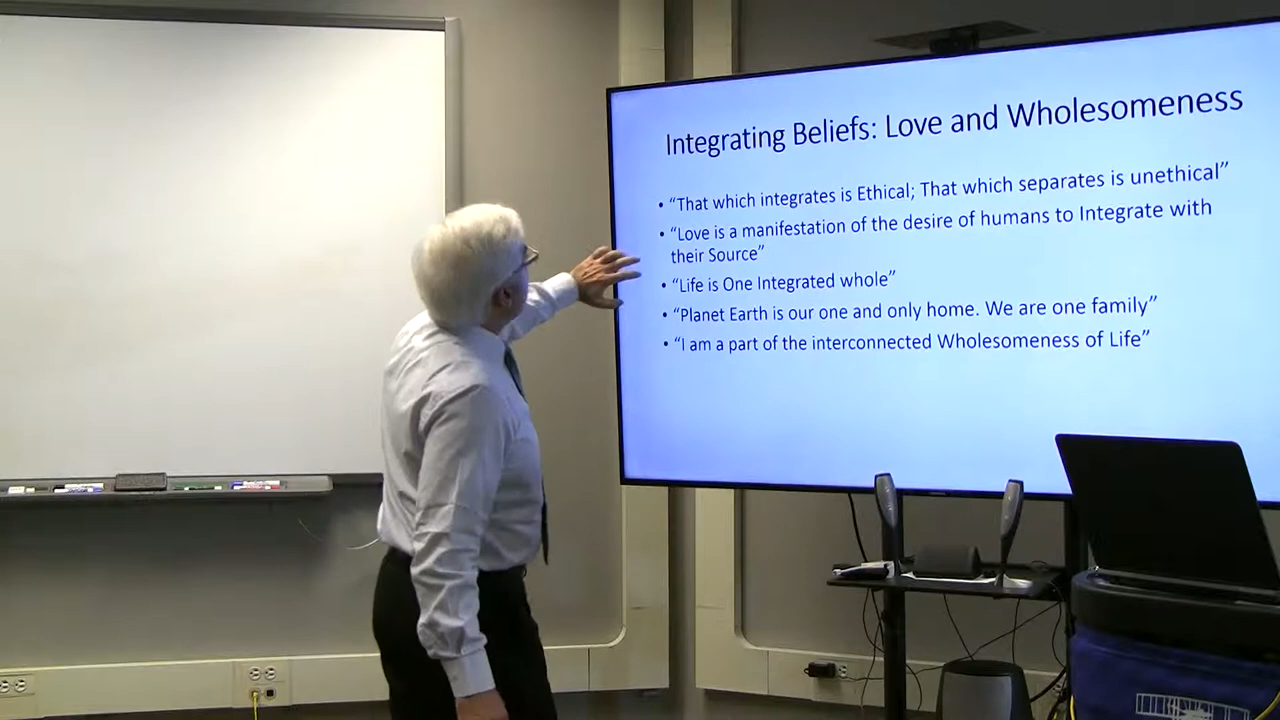 Integrating Beliefs: Love and Wholesomeness
• “That which integrates is Ethical; That which separates is unethical”
• “Love is a manifestation of the desire of humans to Integrate with
their Source”
• “Life is One Integrated whole”
• “Planet Earth is our one and only home. We are one family”
• “I am a part of the interconnected Wholesomeness of Life”